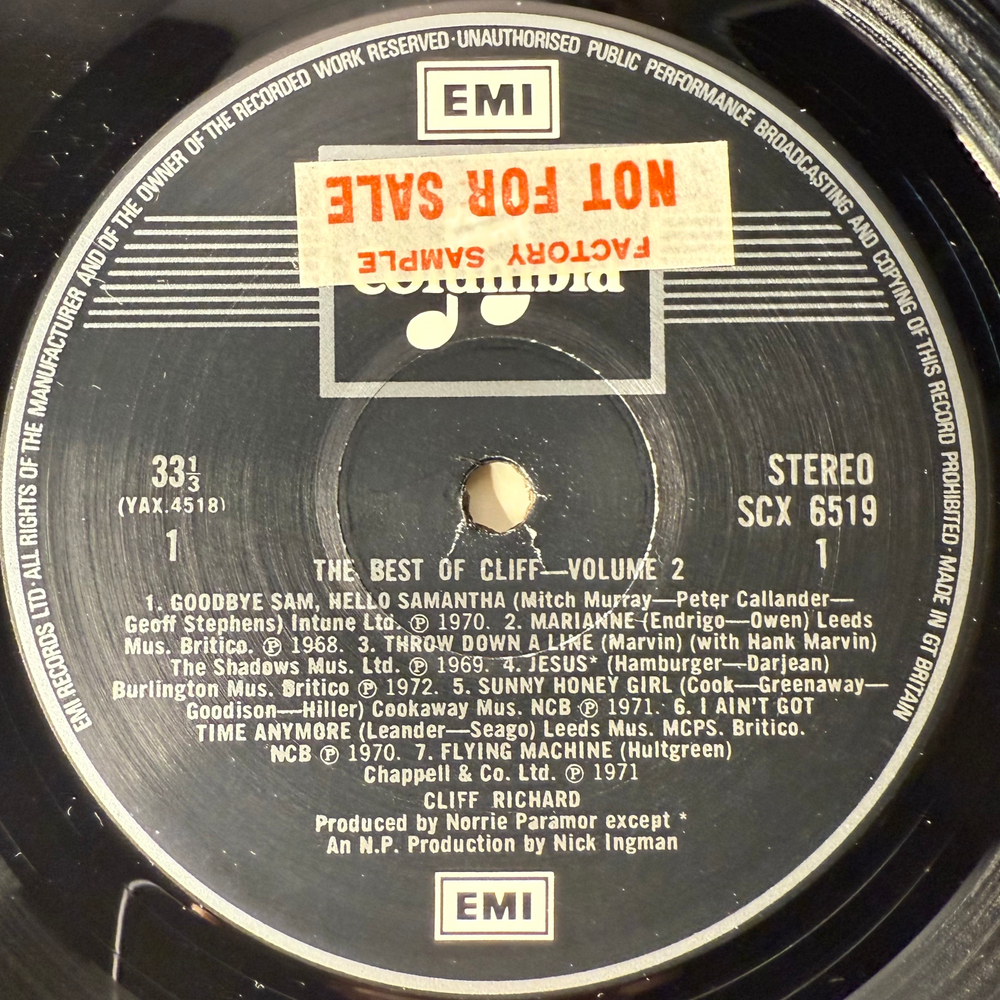 EMI RECORDS LTD·ALL RIGHTS OF THE MANUFACTURER AND OF THE OWNER OF THE RECORDED WORK RESERVED·UNAUTHORISED PUBLIC PERFORMANCE BROADCASTING AND COPYING OF THIS RECORD PROHIBITED·MADE IN GT BRITAIN
EMI
FACTORY SAMPLE
NOT FOR SALE
columbia
33⅓
(YAX.4518)
1
STEREO
SCX 6519
1
THE BEST OF CLIFF—VOLUME 2
1. GOODBYE SAM, HELLO SAMANTHA (Mitch Murray—Peter Callander—
Geoff Stephens) Intune Ltd. Ⓟ 1970. 2. MARIANNE (Endrigo—Owen) Leeds
Mus. Britico. Ⓟ 1968. 3. THROW DOWN A LINE (Marvin) (with Hank Marvin)
The Shadows Mus. Ltd. Ⓟ 1969. 4. JESUS* (Hamburger—Darjean)
Burlington Mus. Britico Ⓟ 1972. 5. SUNNY HONEY GIRL (Cook—Greenaway—
Goodison—Hiller) Cookaway Mus. NCB Ⓟ 1971. 6. I AIN'T GOT
TIME ANYMORE (Leander—Seago) Leeds Mus. MCPS. Britico.
NCB Ⓟ 1970. 7. FLYING MACHINE (Hultgreen)
Chappell & Co. Ltd. Ⓟ 1971
CLIFF RICHARD
Produced by Norrie Paramor except *
An N.P. Production by Nick Ingman
EMI